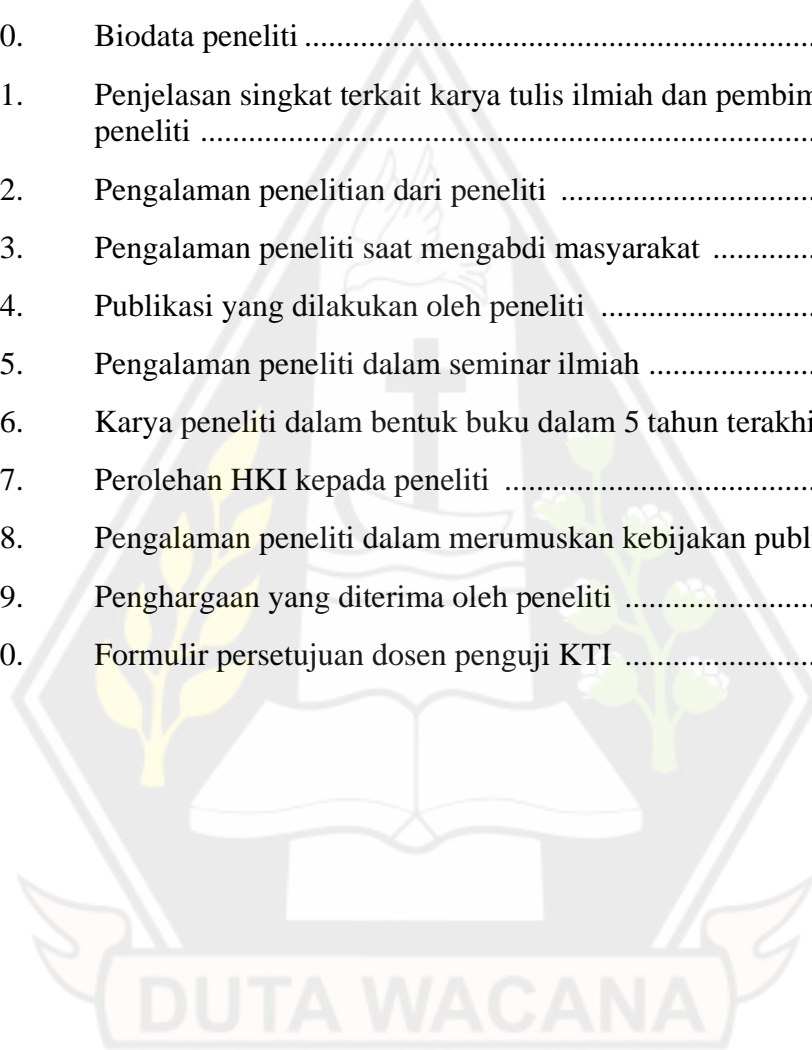 0. Biodata peneliti ........................................................................
1. Penjelasan singkat terkait karya tulis ilmiah dan
peneliti ........................................................................................
2. Pengalaman penelitian dari peneliti .....................................
3. Pengalaman peneliti saat mengabdi masyarakat ..............
4. Publikasi yang dilakukan oleh peneliti ..............................
5. Pengalaman peneliti dalam seminar ilmiah .......................
6. Karya peneliti dalam bentuk buku dalam 5 tahun
7. Perolehan HKI kepada peneliti ...........................................
8. Pengalaman peneliti dalam merumuskan kebijakan
9. Penghargaan yang diterima oleh peneliti ..........................
0. Formulir persetujuan dosen penguji KTI ..........................
DUTA WACANA